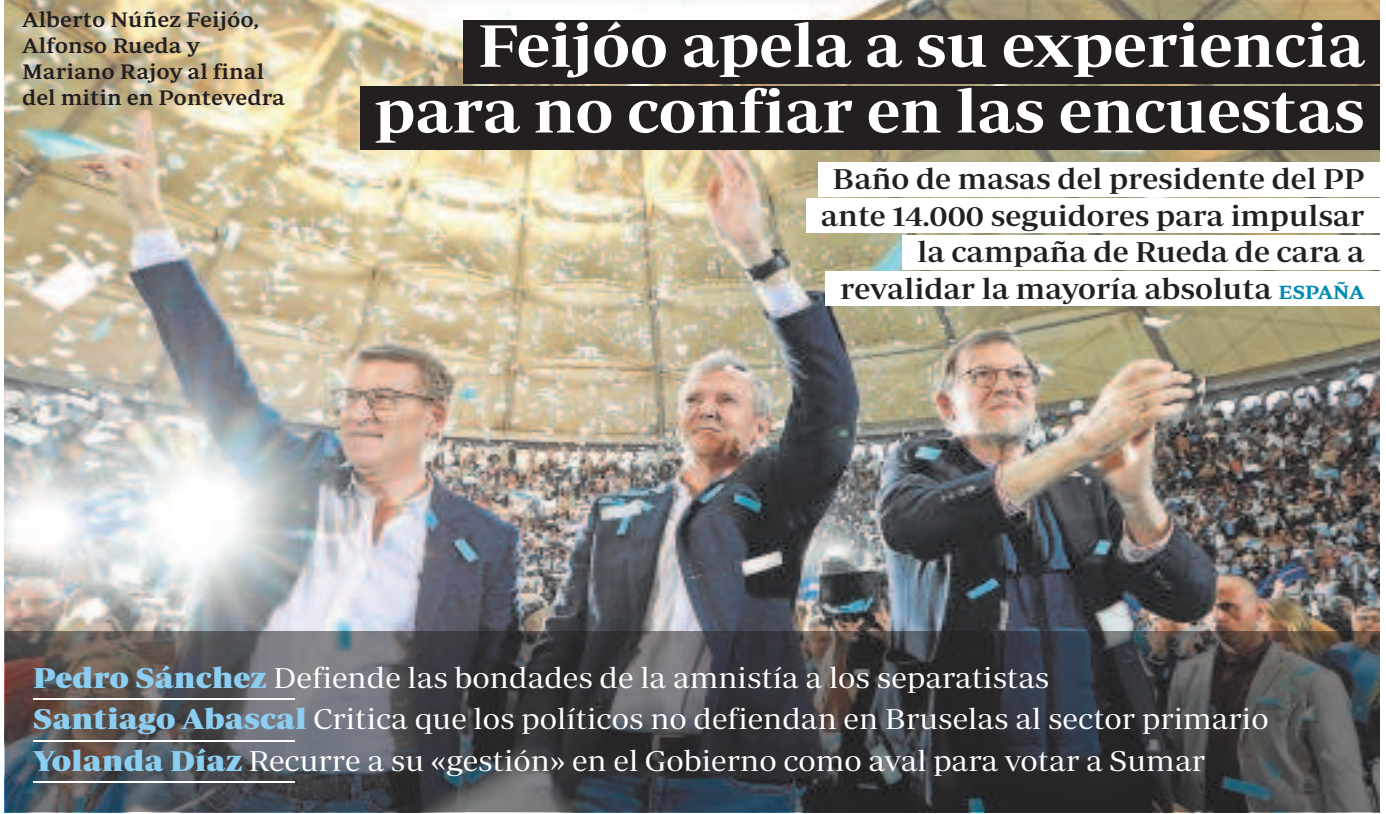 Alberto Núñez Feijóo,
Alfonso Rueda y
Mariano Rajoy al final
del mitin en Pontevedra
Feijóo apela a su experiencia
para no confiar en las encuestas
Baño de masas del presidente del PP
ante 14.000 seguidores para impulsar
la campaña de Rueda de cara a
revalidar la mayoría absoluta ESPAÑA
Pedro Sánchez Defiende las bondades de la amnistía a los separatistas
Santiago Abascal Critica que los políticos no defiendan en Bruselas al sector primario
Yolanda Díaz Recurre a su «gestión» en el Gobierno como aval para votar a Sumar